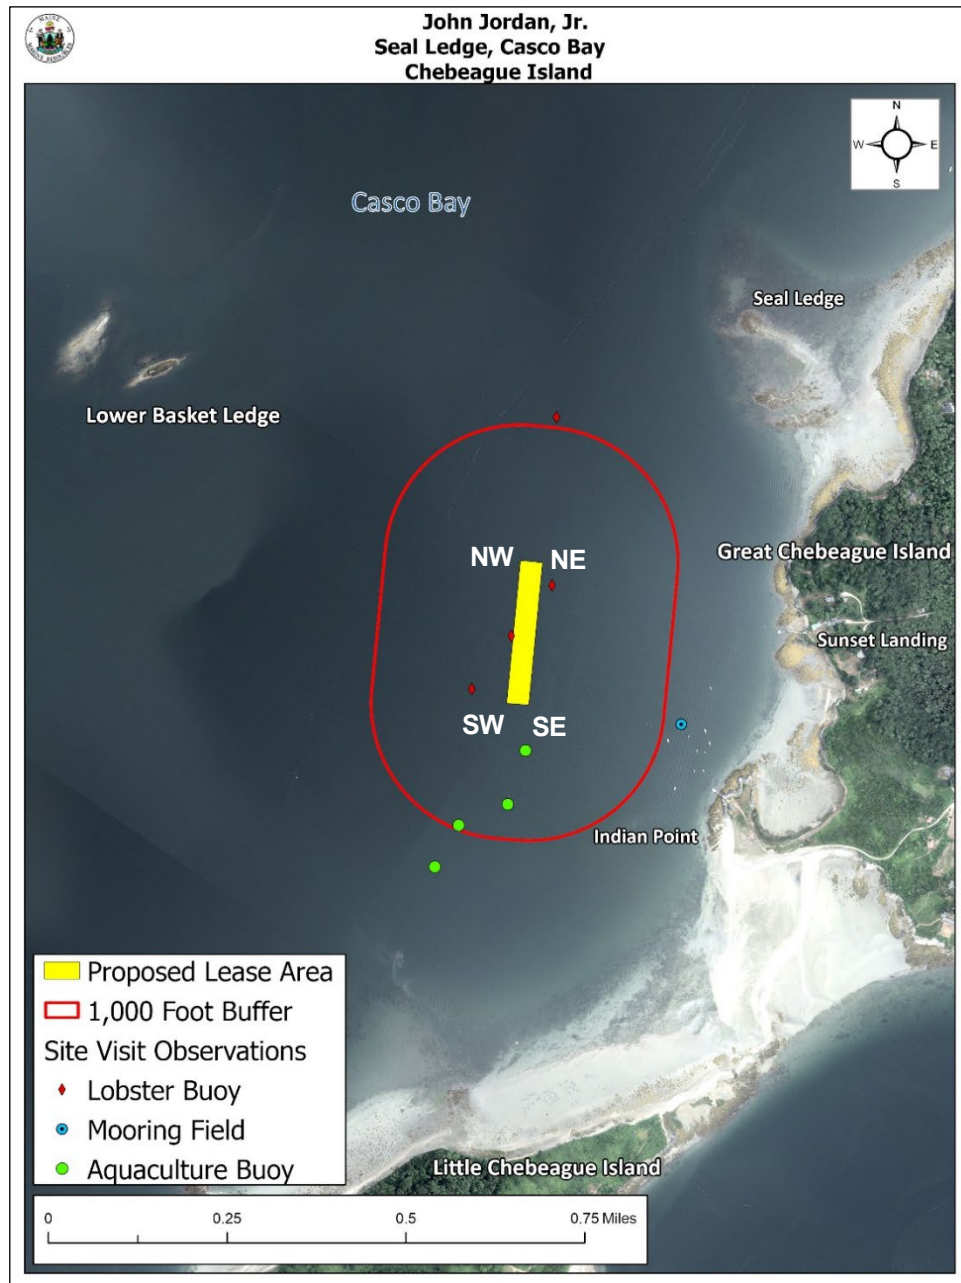 John Jordan, Jr.
Seal Ledge, Casco Bay
Chebeague Island
N
W E
S
Casco Bay
Seal Ledge
Lower Basket Ledge
NW NE
Great Chebeague Island
Sunset Landing
SW SE
Indian Point
Proposed Lease Area
1,000 Foot Buffer
Site Visit Observations
Lobster Buoy
Mooring Field
Aquaculture Buoy
Little Chebeague Island
0 0.25 0.5 0.75 Miles